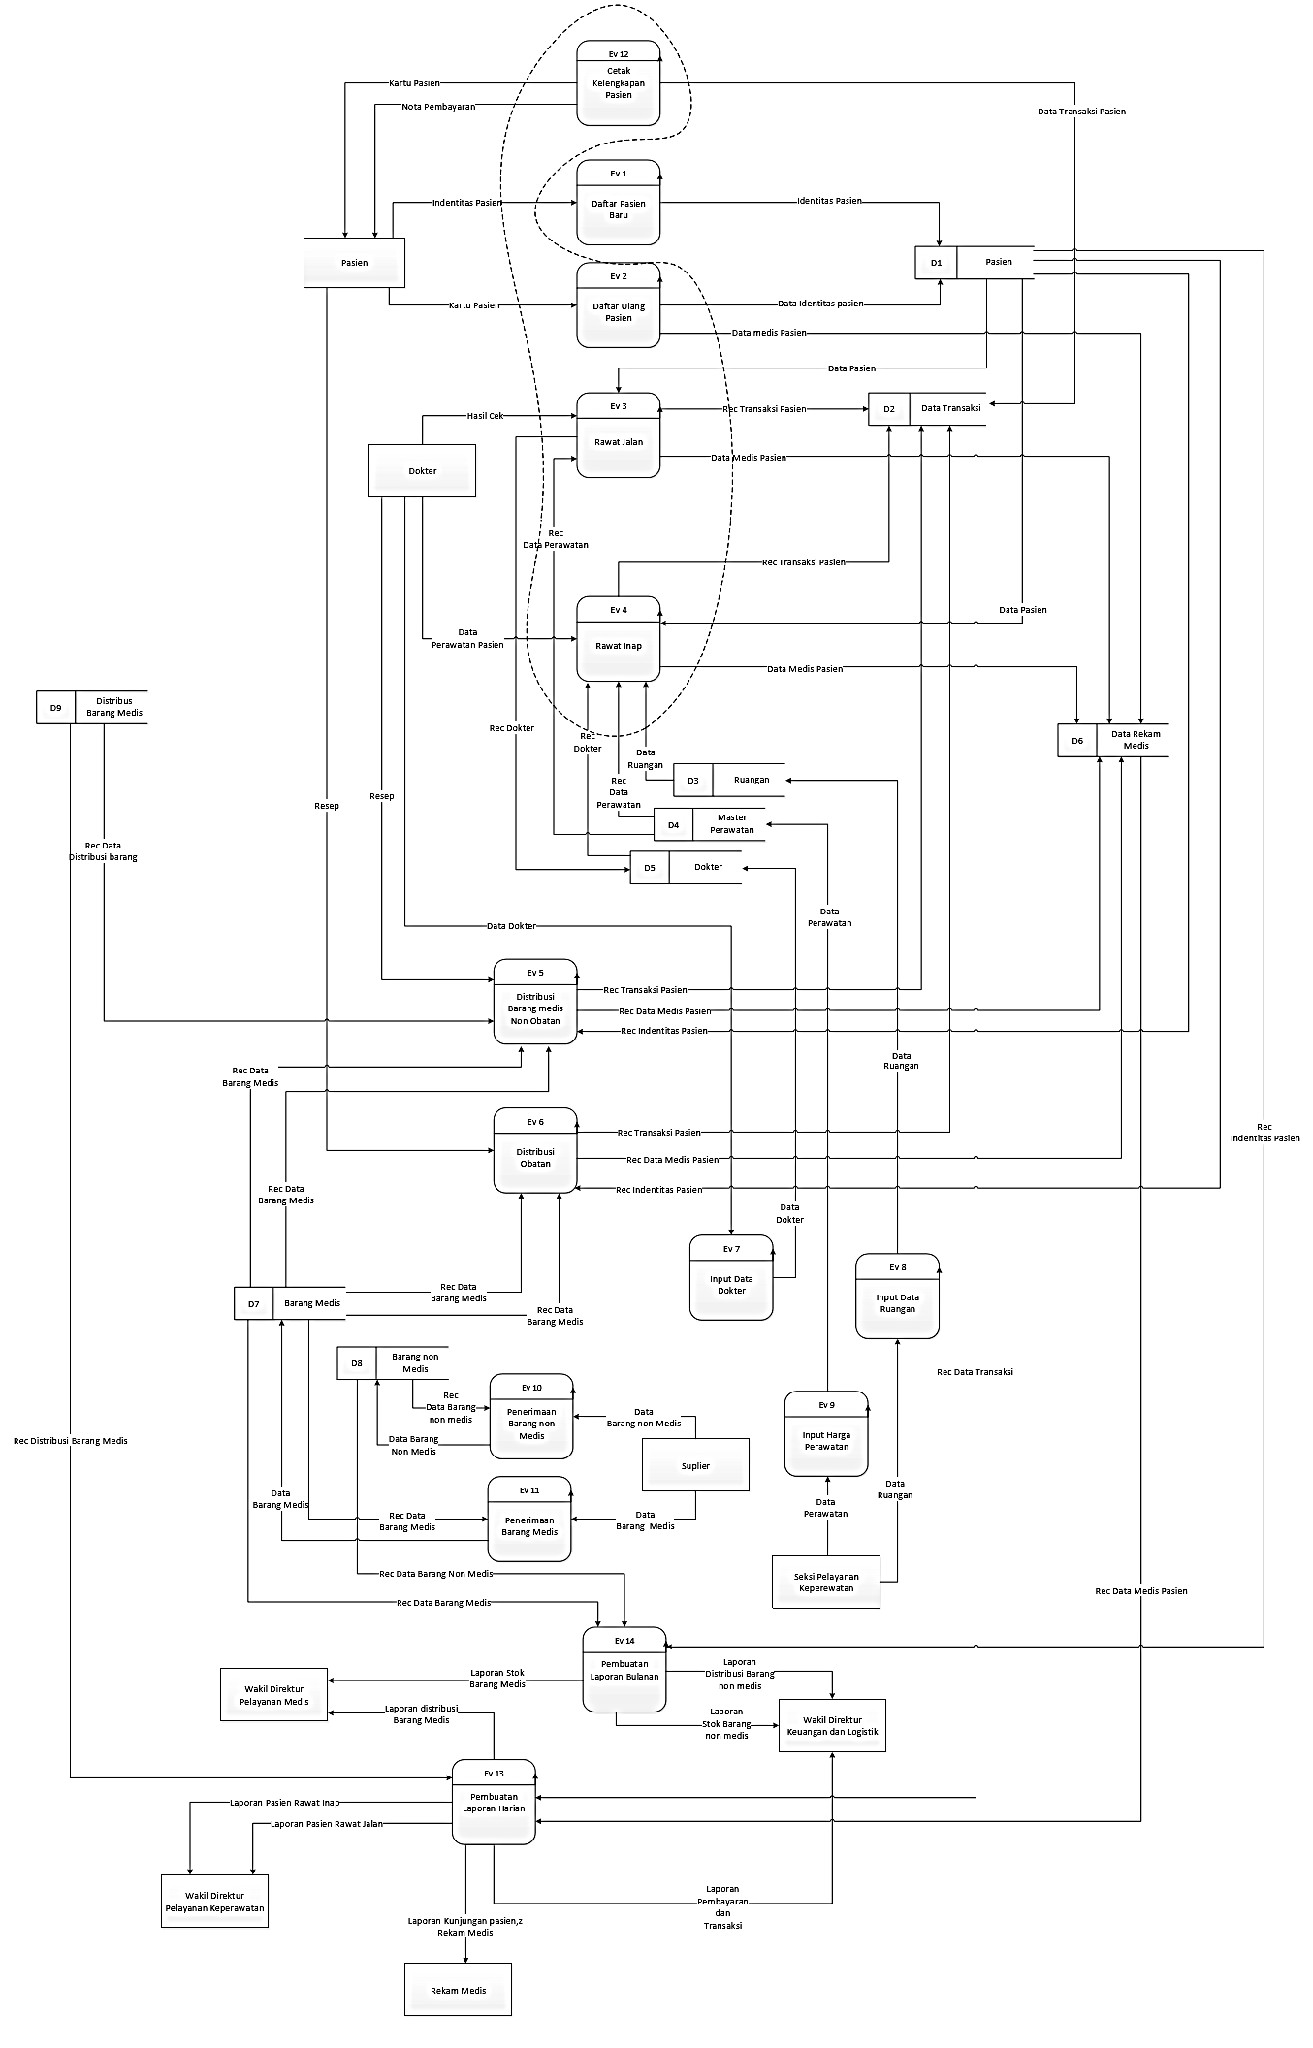 Ev 12
Cetak
Kelengkapan
Pasien
Kartu Pasien
Nota Pembayaran
Data Transaksi Pasien
Ev 1
Daftar Pasien
Baru
Indentitas Pasien
Identitas Pasien
Pasien
D1
Pasien
Ev 2
Daftar Ulang
Pasien
Kartu Pasien
Data Identitas pasien
Data medis Pasien
Data Pasien
Ev 3
Rawat Jalan
Hasil Cek
Rec Transaksi Pasien
D2
Data Transaksi
Dokter
Data Medis Pasien
Rec
Data Perawatan
Rec Transaks Pasien
Ev 4
Rawat Inap
Data Pasien
Data
Perawatan Pasien
Data Medis Pasien
D9
Distribus
Barang Medis
Rec Dokter
Rec
Dokter
Data
Ruangan
D6
Data Rekam
Medis
Rec
Data
Perawatan
D3
Ruangan
Resep
Resep
D4
Master
Perawatan
Rec Data
Distribusi barang
D5
Dokter
Data
Perawatan
Data Dokter
Ev 5
Distribusi
Barang medis
Non Obatan
Rec Transaksi Pasien
Rec Data Medis Pasien
Rec Indentitas Pasien
Rec Data
Barang Medis
Data
Ruangan
Ev 6
Distribusi
Obatan
Rec Transaksi Pasien
Rec Data Medis Pasien
Rec Indentitas Pasien
Rec
Indentitas Pasien
Rec Data
Barang Medis
Data
Dokter
Ev 7
Input Data
Dokter
Ev 8
Input Data
Ruangan
D7
Barang Medis
Rec Data
Barang Medis
Rec Data
Barang Medis
D8
Barang non
Medis
Rec Data Transaksi
Ev 10
Penerimaan
Barang non
Medis
Rec
Data Barang
non medis
Data
Barang non Medis
Ev 9
Input Harga
Perawatan
Data Barang
Non Medis
Rec Distribusi Barang Medis
Suplier
Ev 11
Penerimaan
Barang Medis
Data
Barang Medis
Rec Data
Barang Medis
Data
Barang Medis
Data
Perawatan
Data
Ruangan
Rec Data Barang Non Medis
Seksi Pelayanan
Keperewatan
Rec Data Medis Pasien
Rec Data Barang Medis
Ev 14
Pembuatan
Laporan Bulanan
Laporan Stok
Barang Medis
Laporan
Distribusi Barang
non medis
Wakil Direktur
Pelayanan Medis
Laporan distribusi
Barang Medis
Laporan
Stok Barang
non medis
Wakil Direktur
Keuangan dan Logistik
Ev 13
Pembuatan
Laporan Harian
Laporan Pasien Rawat Inap
Laporan Pasien Rawat Jalan
Wakil Direktur
Pelayanan Keperawatan
Laporan
Pembayaran
dan
Transaksi
Laporan Kunjungan pasien,z
Rekam Medis
Rekam Medis